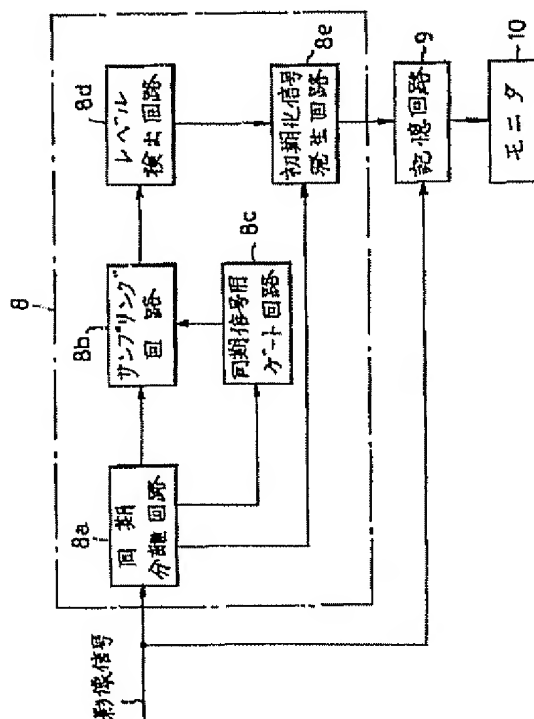 8
8a
同期
分離回路
8b
サンプリング
回路
8d
レベル
検出回路
8c
同期信号用
ゲート回路
8e
初期化信号
発生回路
影像信号
9
記憶回路
10
モニタ